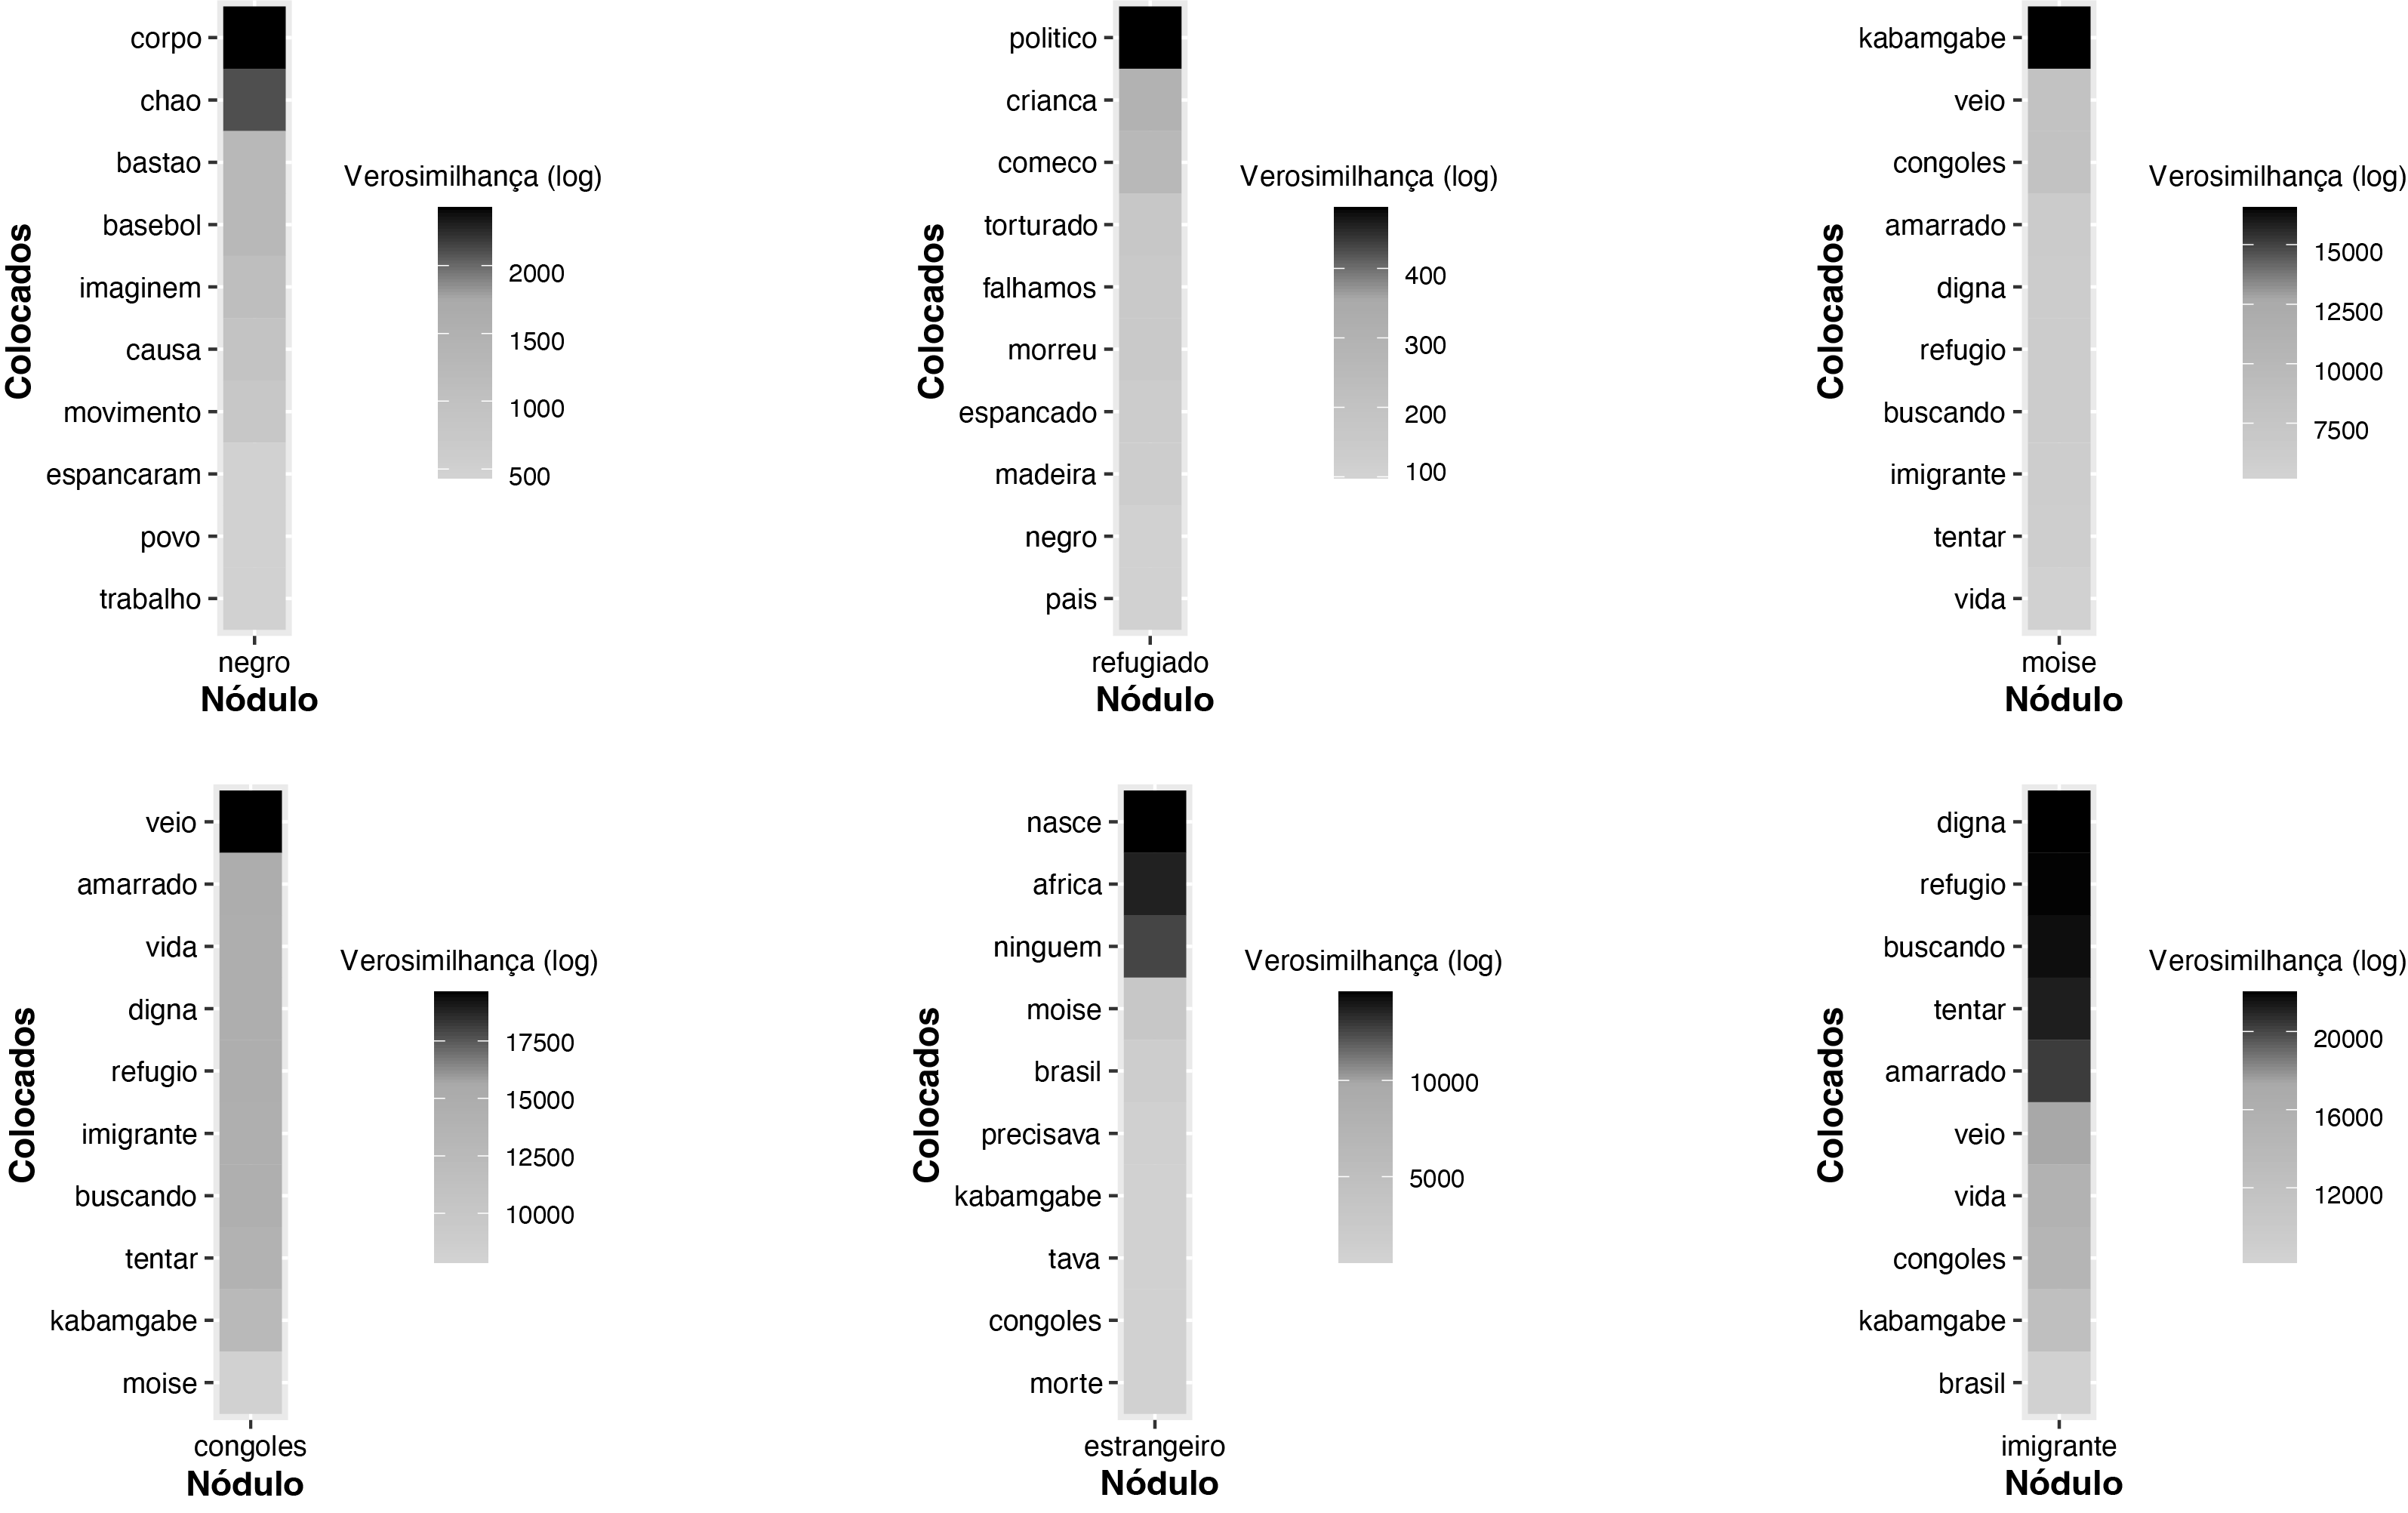 corpo
chao
bastao
basebol
imaginem
causa
movimento
espancaram
povo
trabalho
Colocados
negro
Nódulo
Verosimilhança (log)
2000
1500
1000
500
politico
crianca
comeco
torturado
falhamos
morreu
espancado
madeira
negro
pais
Colocados
refugiado
Nódulo
Verosimilhança (log)
400
300
200
100
kabamgabe
veio
congoles
amarrado
digna
refugio
buscando
imigrante
tentar
vida
Colocados
moise
Nódulo
Verosimilhança (log)
15000
12500
10000
7500
veio
amarrado
vida
digna
refugio
imigrante
buscando
tentar
kabamgabe
moise
Colocados
congoles
Nódulo
Verosimilhança (log)
17500
15000
12500
10000
nasce
africa
ninguem
moise
brasil
precisava
kabamgabe
tava
congoles
morte
Colocados
estrangeiro
Nódulo
Verosimilhança (log)
10000
5000
digna
refugio
buscando
tentar
amarrado
veio
vida
congoles
kabamgabe
brasil
Colocados
imigrante
Nódulo
Verosimilhança (log)
20000
16000
12000